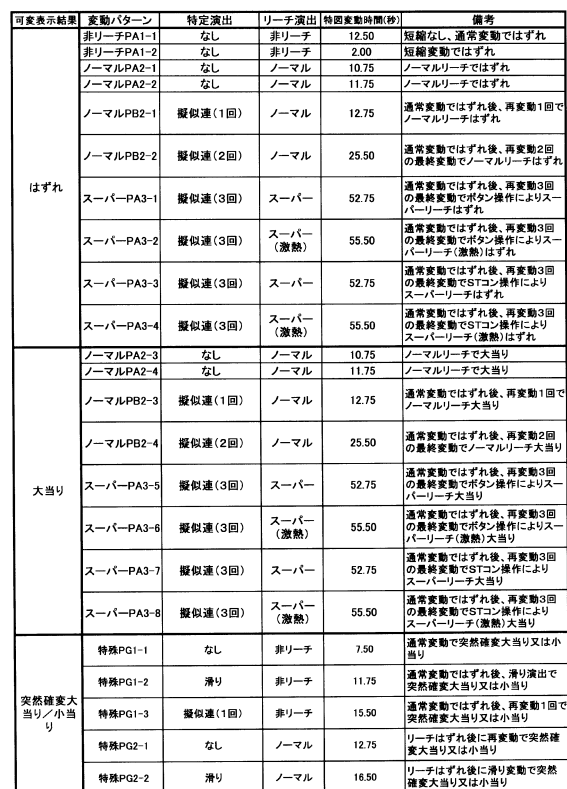 可変表示結果 変動パターン 特定演出 リーチ演出 特図変動時間(秒) 備考
はずれ
非リーチPA1-1 なし 非リーチ 12.50 短縮なし、通常変動ではずれ
非リーチPA1-2 なし 非リーチ 2.00 短縮変動ではずれ
ノーマルPA2-1 なし ノーマル 10.75 ノーマルリーチではずれ
ノーマルPA2-2 なし ノーマル 11.75 ノーマルリーチではずれ
ノーマルPB2-1 擬似連(1回) ノーマル 12.75 通常変動ではずれ後、再変動1回で
ノーマルリーチはずれ
ノーマルPB2-2 擬似連(2回) ノーマル 25.50 通常変動ではずれ後、再変動2回
の最終変動でノーマルリーチはずれ
スーパーPA3-1 擬似連(3回) スーパー 52.75 通常変動ではずれ後、再変動3回
の最終変動でボタン操作によりスー
パーリーチはずれ
スーパーPA3-2 擬似連(3回) スーパー
(激熱) 55.50 通常変動ではずれ後、再変動3回
の最終変動でボタン操作によりスー
パーリーチ(激熱)はずれ
スーパーPA3-3 擬似連(3回) スーパー 52.75 通常変動ではずれ後、再変動3回
の最終変動でSTコン操作により
スーパーリーチはずれ
スーパーPA3-4 擬似連(3回) スーパー
(激熱) 55.50 通常変動ではずれ後、再変動3回
の最終変動でSTコン操作により
スーパーリーチ(激熱)はずれ
大当り
ノーマルPA2-3 なし ノーマル 10.75 ノーマルリーチで大当り
ノーマルPA2-4 なし ノーマル 11.75 ノーマルリーチで大当り
ノーマルPB2-3 擬似連(1回) ノーマル 12.75 通常変動ではずれ後、再変動1回で
ノーマルリーチ大当り
ノーマルPB2-4 擬似連(2回) ノーマル 25.50 通常変動ではずれ後、再変動2回
の最終変動でノーマルリーチ大当り
スーパーPA3-5 擬似連(3回) スーパー 52.75 通常変動ではずれ後、再変動3回
の最終変動でボタン操作によりスー
パーリーチ大当り
スーパーPA3-6 擬似連(3回) スーパー
(激熱) 55.50 通常変動ではずれ後、再変動3回
の最終変動でボタン操作によりスー
パーリーチ(激熱)大当り
スーパーPA3-7 擬似連(3回) スーパー 52.75 通常変動ではずれ後、再変動3回
の最終変動でSTコン操作により
スーパーリーチ大当り
スーパーPA3-8 擬似連(3回) スーパー
(激熱) 55.50 通常変動ではずれ後、再変動3回
の最終変動でSTコン操作により
スーパーリーチ(激熱)大当り
突然確変大
当り/小当
り
特殊PG1-1 なし 非リーチ 7.50 通常変動で突然確変大当り又は小
当り
特殊PG1-2 滑り 非リーチ 11.75 通常変動ではずれ後、滑り演出で
突然確変大当り又は小当り
特殊PG1-3 擬似連(1回) 非リーチ 15.50 通常変動ではずれ後、再変動1回で
突然確変大当り又は小当り
特殊PG2-1 なし ノーマル 12.75 リーチはずれ後に再変動で突然確
変大当り又は小当り
特殊PG2-2 滑り ノーマル 16.50 リーチはずれ後に滑り変動で突然
確変大当り又は小当り